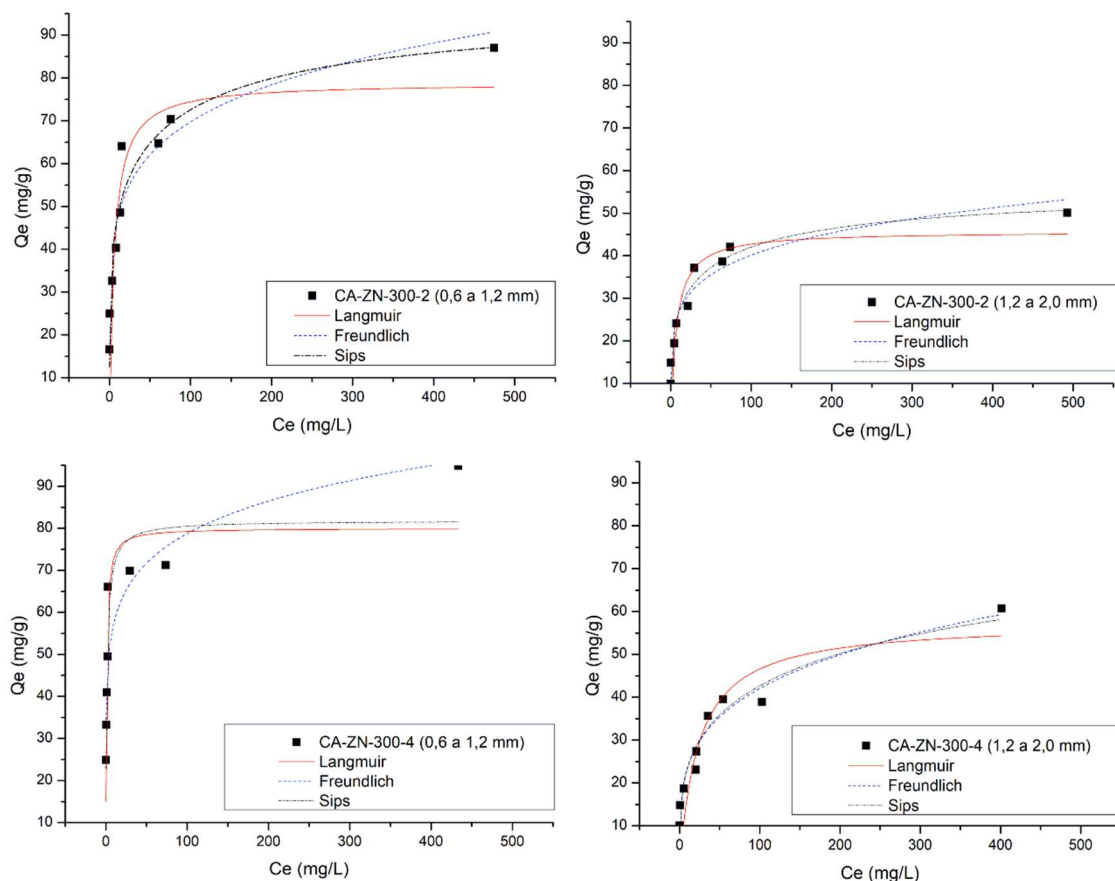 90
80
70
60
50
40
30
20
10
Qe (mg/g)
0 100 200 300 400 500
Ce (mg/L)
CA-ZN-300-2 (0,6 a 1,2 mm)
Langmuir
Freundlich
Sips
90
80
70
60
50
40
30
20
10
Qe (mg/g)
0 100 200 300 400 500
Ce (mg/L)
CA-ZN-300-2 (1,2 a 2,0 mm)
Langmuir
Freundlich
Sips
90
80
70
60
50
40
30
20
10
Qe (mg/g)
0 100 200 300 400 500
Ce (mg/L)
CA-ZN-300-4 (0,6 a 1,2 mm)
Langmuir
Freundlich
Sips
90
80
70
60
50
40
30
20
10
Qe (mg/g)
0 100 200 300 400
Ce (mg/L)
CA-ZN-300-4 (1,2 a 2,0 mm)
Langmuir
Freundlich
Sips